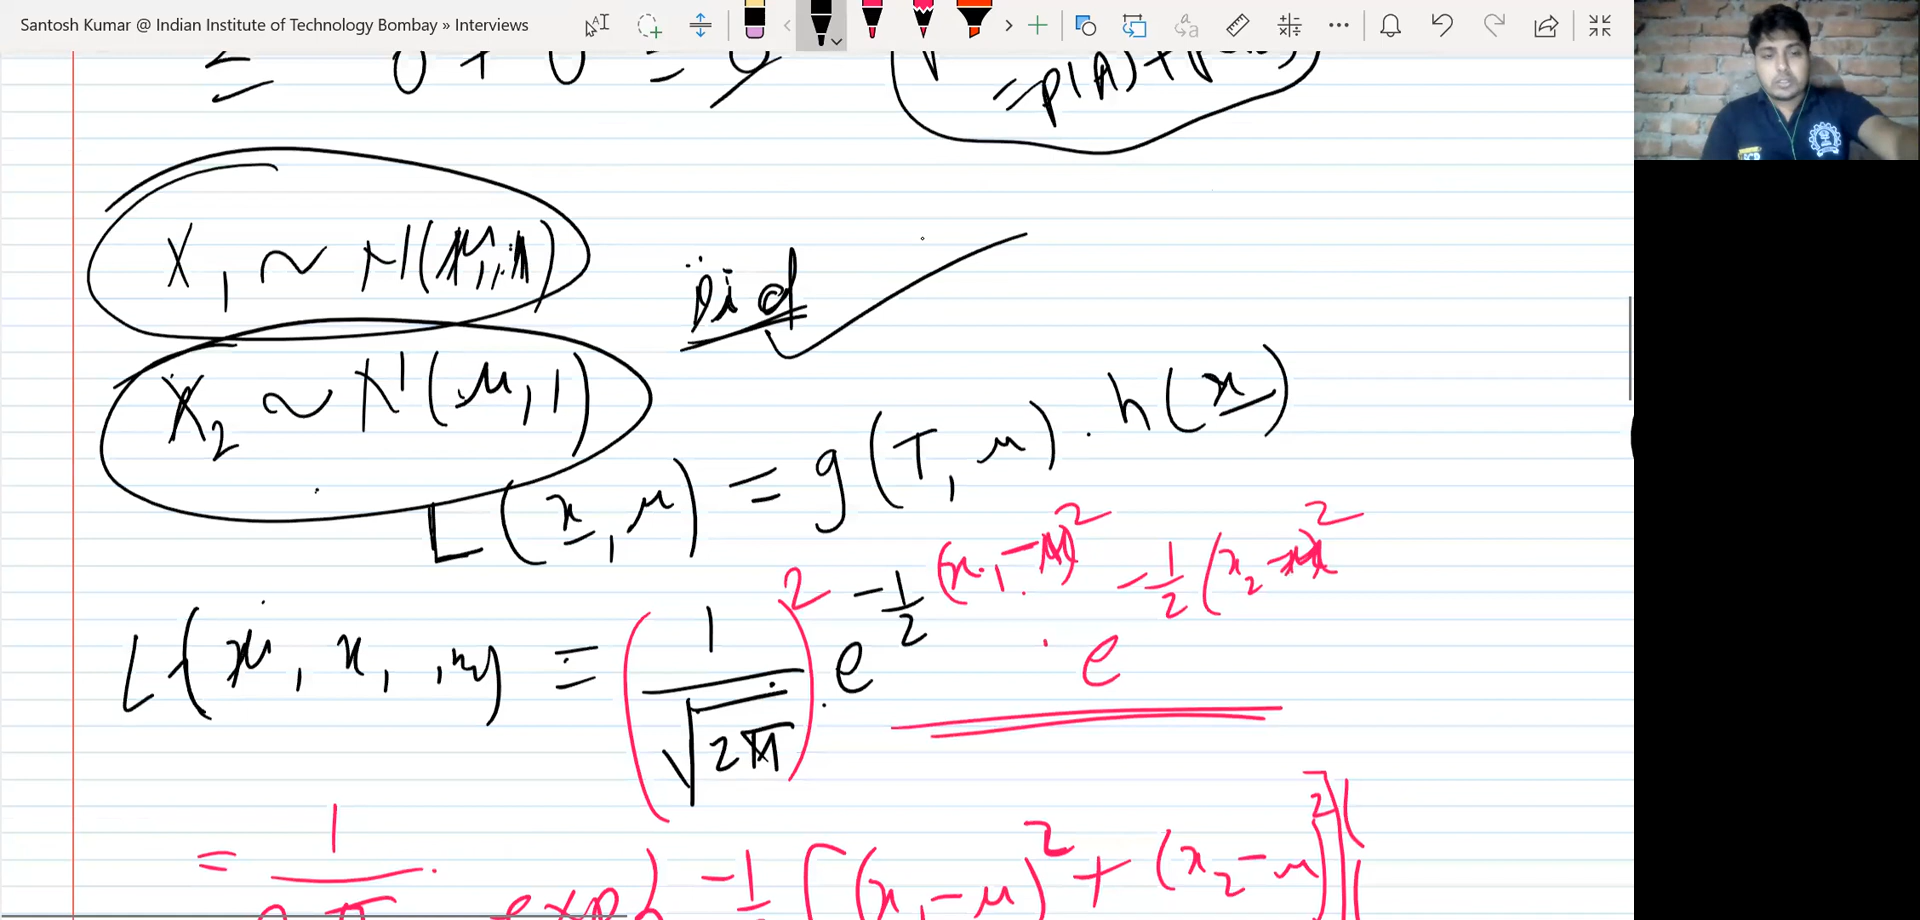 Santosh Kumar @ Indian Institute of Technology Bombay » Interviews
= 0 + 0 = 0
= P(A) +
X₁ ~ N(μ, 1)
iid
X₂ ~ N(μ, 1)
L(x, μ) = g(T, μ) · h(x)
L(μ, x₁, x₂) = (1/√2π)² · e^{-1/2 (x₁-μ)²} · e^{-1/2 (x₂-μ)²}
= 1/2π · exp{ -1/2 [(x₁-μ)² + (x₂-μ)²]